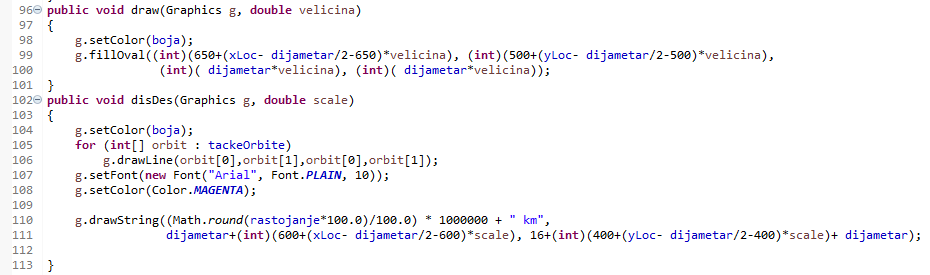 96 public void draw(Graphics g, double velicina)
97 {
98     g.setColor(boja);
99     g.fillOval((int)(650+(xLoc- dijametar/2-650)*velicina), (int)(500+(yLoc- dijametar/2-500)*velicina),
100                 (int)( dijametar*velicina), (int)( dijametar*velicina));
101 }
102 public void disDes(Graphics g, double scale)
103 {
104     g.setColor(boja);
105     for (int[] orbit : tackeOrbite)
106         g.drawLine(orbit[0],orbit[1],orbit[0],orbit[1]);
107     g.setFont(new Font("Arial", Font.PLAIN, 10));
108     g.setColor(Color.MAGENTA);
109
110     g.drawString((Math.round(rastojanje*100.0)/100.0) * 1000000 + " km",
111                  dijametar+(int)(600+(xLoc- dijametar/2-600)*scale), 16+(int)(400+(yLoc- dijametar/2-400)*scale)+ dijametar);
112
113 }